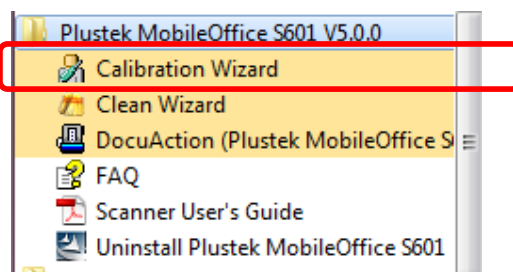 Plustek MobileOffice S601 V5.0.0
Calibration Wizard
Clean Wizard
DocuAction (Plustek MobileOffice
FAQ
Scanner User's Guide
Uninstall Plustek MobileOffice S601